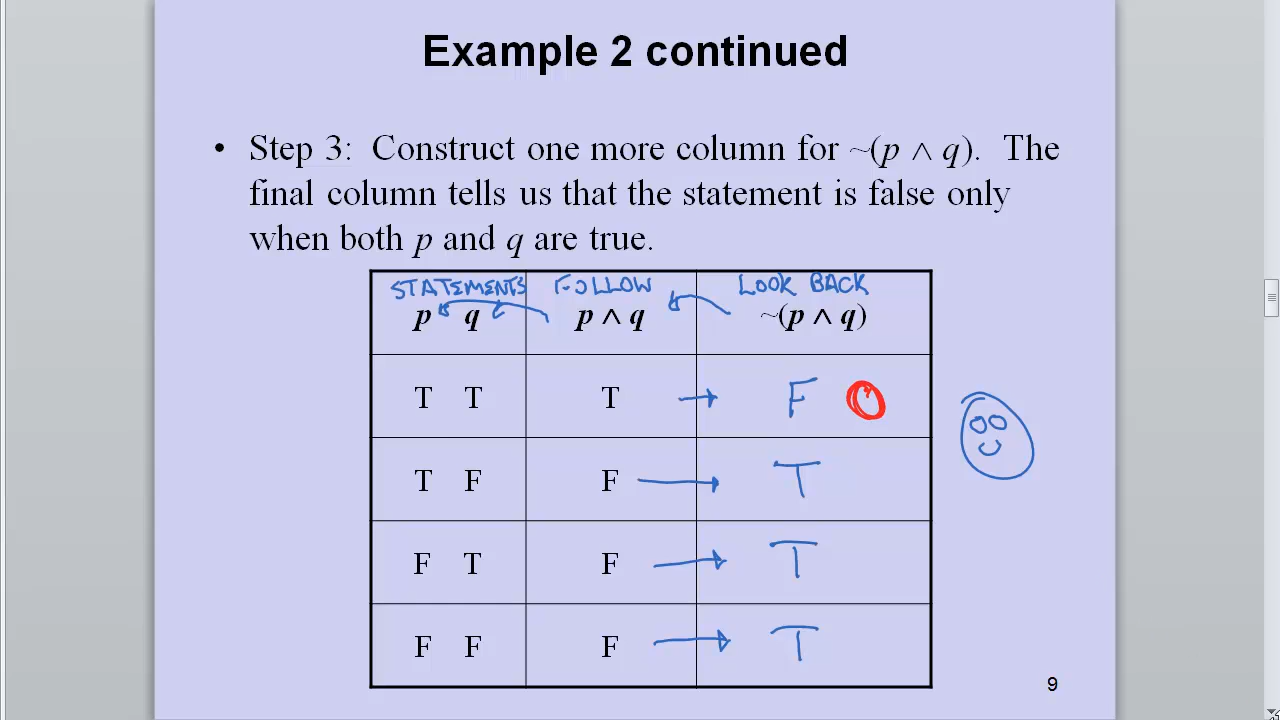 Example 2 continued
• Step 3: Construct one more column for ~(p ∧ q). The
final column tells us that the statement is false only
when both p and q are true.
STATEMENTS FOLLOW LOOK BACK
p q p ∧ q ~(p ∧ q)
T T T F
T F F T
F T F T
F F F T
9